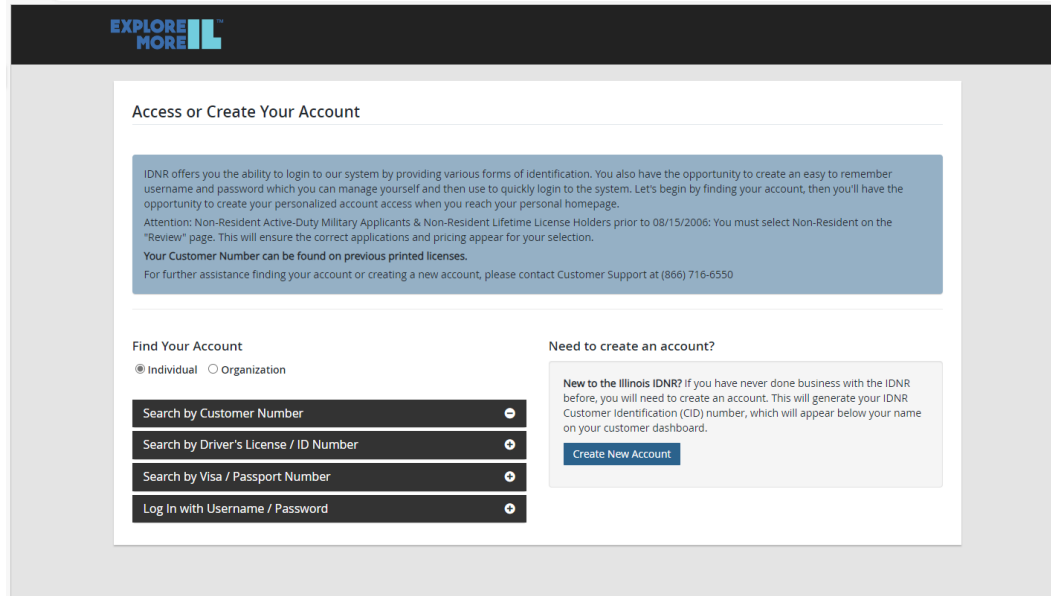 EXPLORE
MORE IL™
Access or Create Your Account
IDNR offers you the ability to login to our system by providing various forms of identification. You also have the opportunity to create an easy to remember
username and password which you can manage yourself and then use to quickly login to the system. Let's begin by finding your account, then you'll have the
opportunity to create your personalized account access when you reach your personal homepage.
Attention: Non-Resident Active-Duty Military Applicants & Non-Resident Lifetime License Holders prior to 08/15/2006: You must select Non-Resident on the
"Review" page. This will ensure the correct applications and pricing appear for your selection.
Your Customer Number can be found on previous printed licenses.
For further assistance finding your account or creating a new account, please contact Customer Support at (866) 716-6550
Find Your Account
Individual Organization
Search by Customer Number
Search by Driver's License / ID Number
Search by Visa / Passport Number
Log In with Username / Password
Need to create an account?
New to the Illinois IDNR? If you have never done business with the IDNR
before, you will need to create an account. This will generate your IDNR
Customer Identification (CID) number, which will appear below your name
on your customer dashboard.
Create New Account